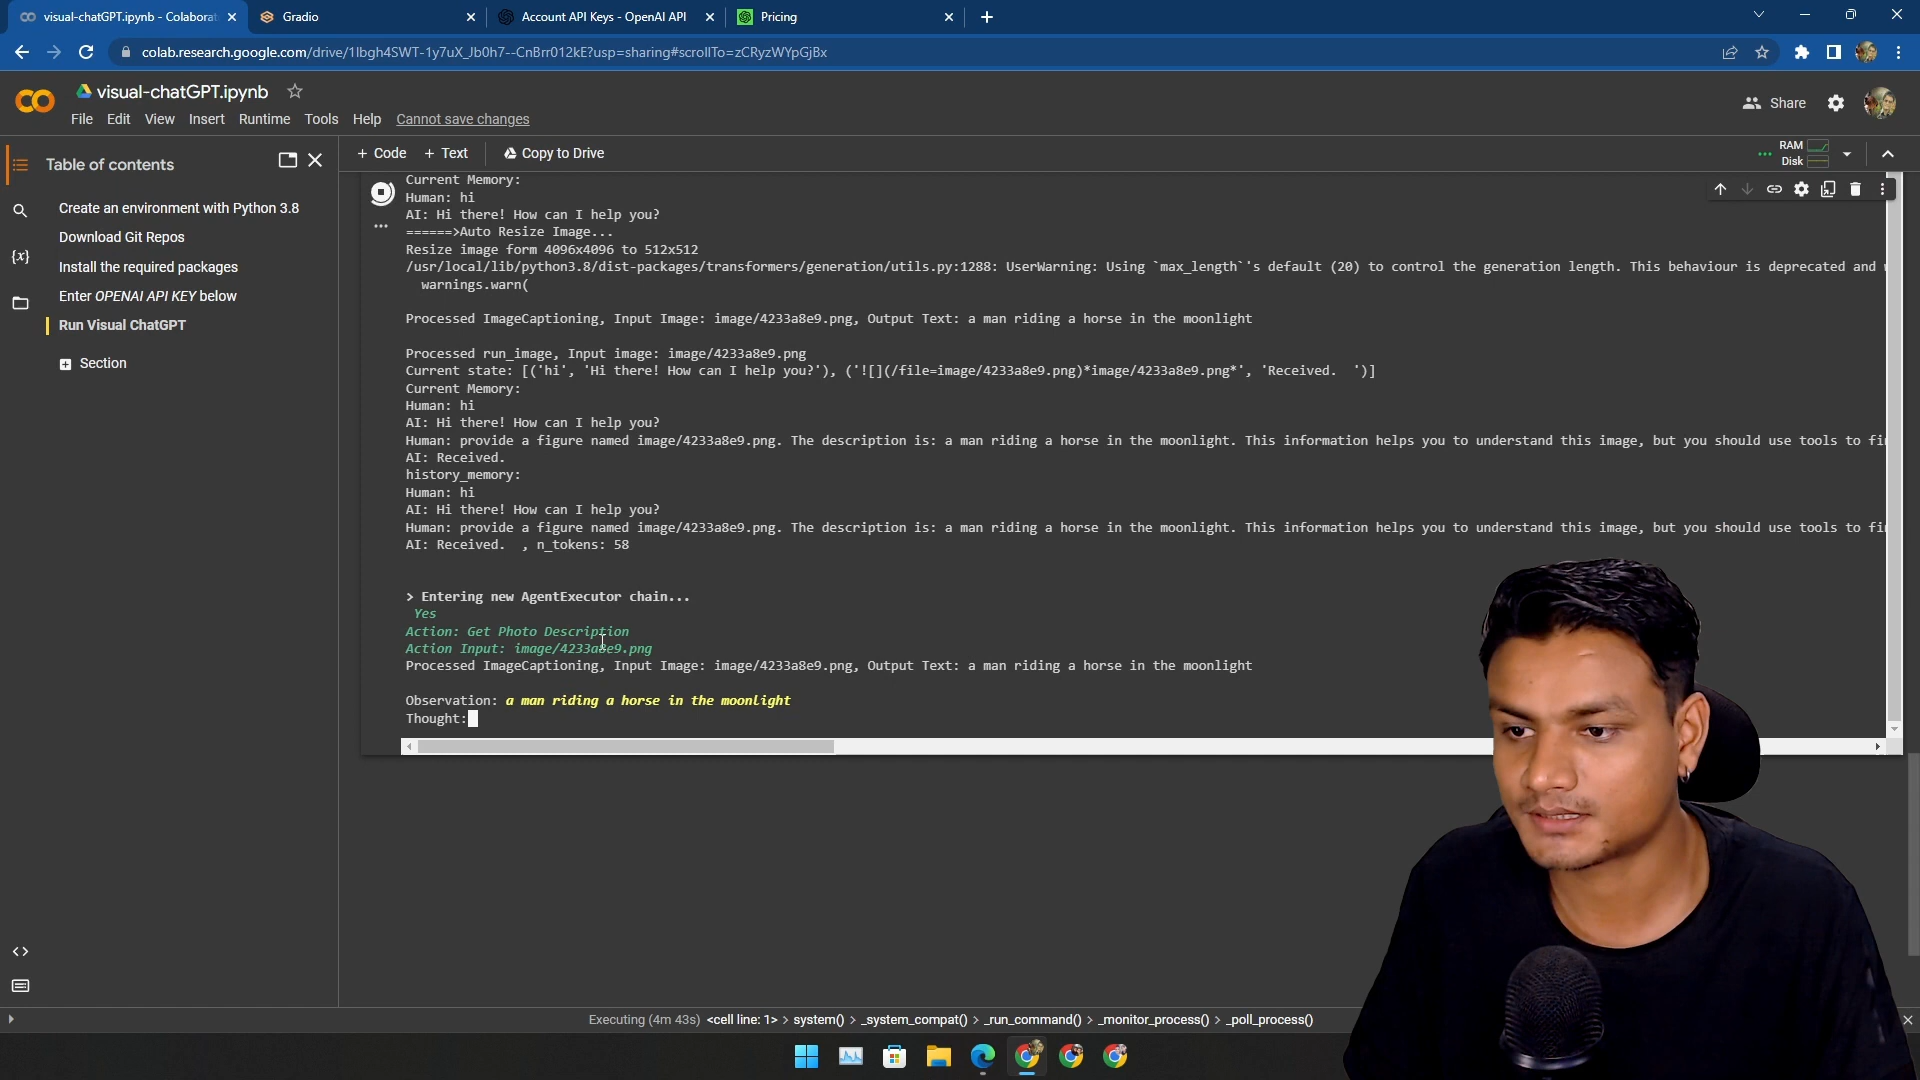 visual-chatGPT.ipynb - Colaborat
Gradio
Account API Keys - OpenAI API
Pricing
colab.research.google.com/drive/1lbgh4SWT-1y7uX_Jb0h7--CnBrr012kE?usp=sharing#scrollTo=zCRyzWYpGjBx
visual-chatGPT.ipynb
Share
File Edit View Insert Runtime Tools Help Cannot save changes
Table of contents
+ Code + Text Copy to Drive
RAM
Disk
Create an environment with Python 3.8
Download Git Repos
Install the required packages
Enter OPENAI API KEY below
Run Visual ChatGPT
Section
Current Memory:
Human: hi
AI: Hi there! How can I help you?
======>Auto Resize Image...
Resize image form 4096x4096 to 512x512
/usr/local/lib/python3.8/dist-packages/transformers/generation/utils.py:1288: UserWarning: Using `max_length`'s default (20) to control the generation length. This behaviour is deprecated and
warnings.warn(
Processed ImageCaptioning, Input Image: image/4233a8e9.png, Output Text: a man riding a horse in the moonlight
Processed run_image, Input image: image/4233a8e9.png
Current state: [('hi', 'Hi there! How can I help you?'), ('![](/file=image/4233a8e9.png)*image/4233a8e9.png*', 'Received.  ')]
Current Memory:
Human: hi
AI: Hi there! How can I help you?
Human: provide a figure named image/4233a8e9.png. The description is: a man riding a horse in the moonlight. This information helps you to understand this image, but you should use tools to fi
AI: Received.
history_memory:
Human: hi
AI: Hi there! How can I help you?
Human: provide a figure named image/4233a8e9.png. The description is: a man riding a horse in the moonlight. This information helps you to understand this image, but you should use tools to fi
AI: Received.  , n_tokens: 58
> Entering new AgentExecutor chain...
Yes
Action: Get Photo Description
Action Input: image/4233a8e9.png
Processed ImageCaptioning, Input Image: image/4233a8e9.png, Output Text: a man riding a horse in the moonlight
Observation: a man riding a horse in the moonlight
Thought:
Executing (4m 43s) <cell line: 1> > system() > _system_compat() > _run_command() > _monitor_process() > _poll_process()